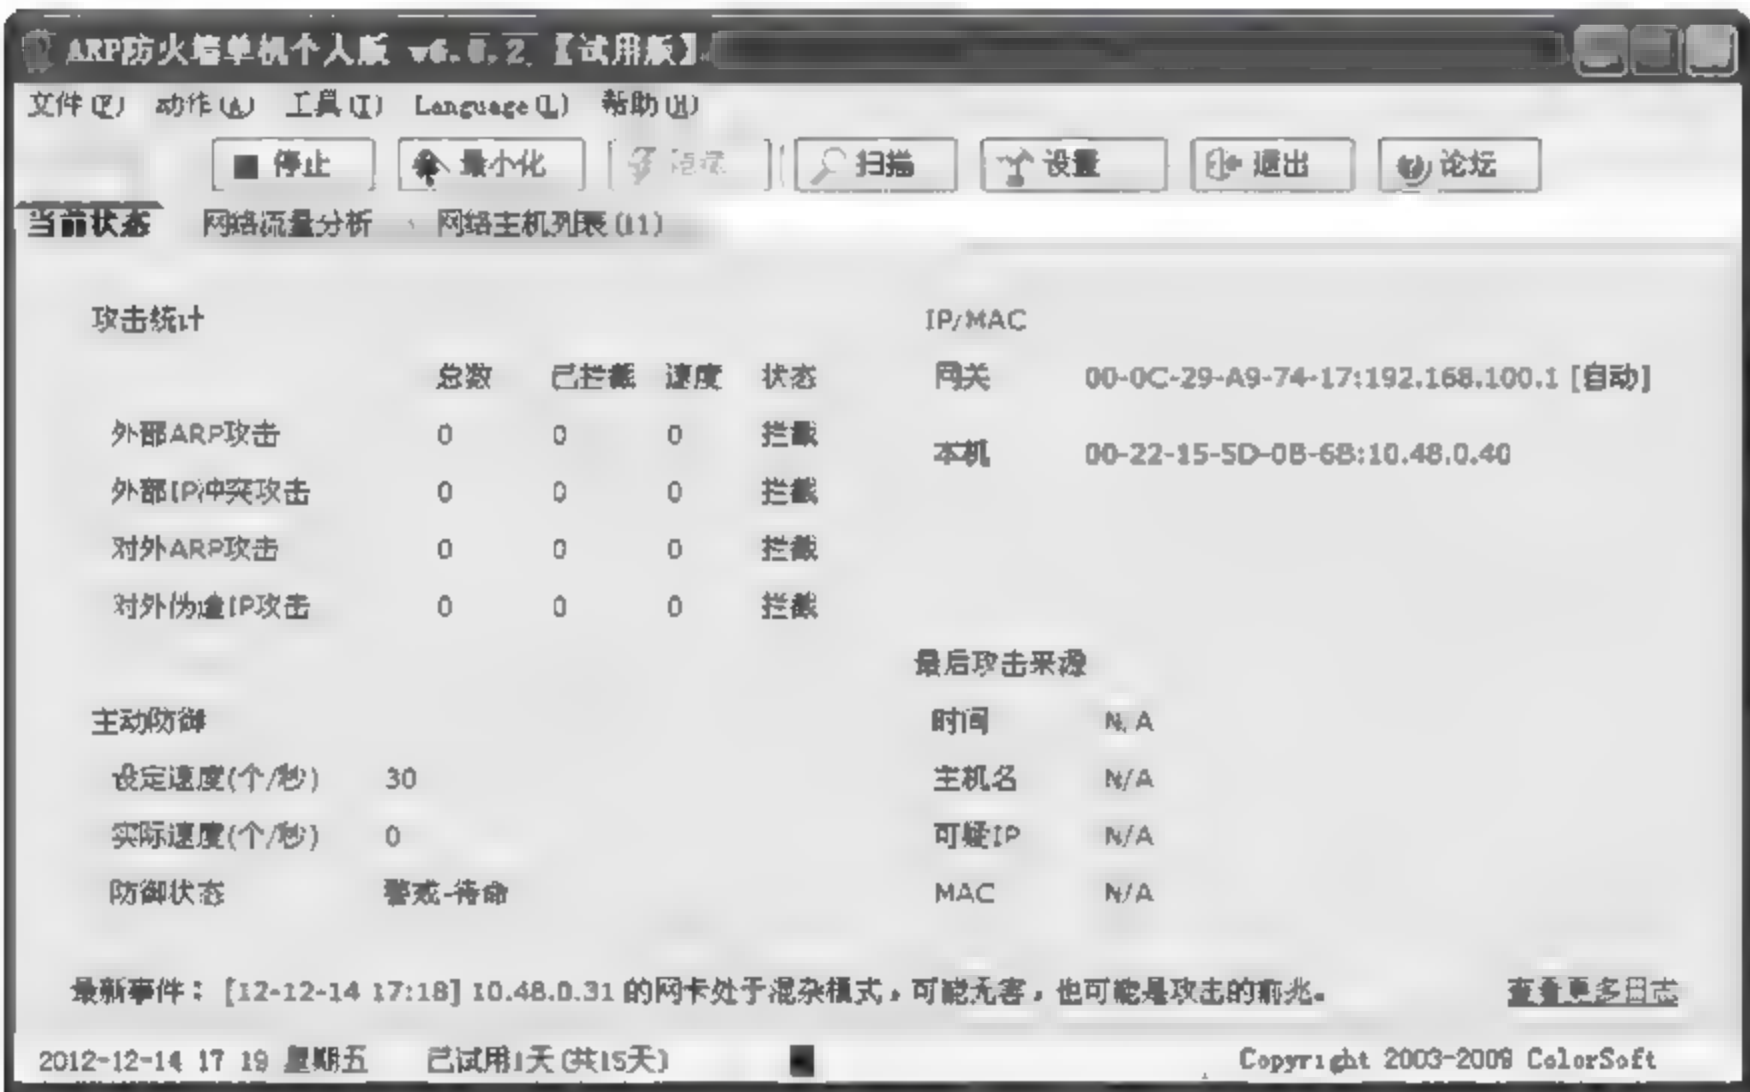 ARP防火墙单机个人版 v6.0.2 【试用版】
文件(F) 动作(A) 工具(T) Language(L) 帮助(H)
停止 最小化 扫描 设置 退出 论坛
当前状态 网络流量分析 网络主机列表(11)
攻击统计
总数 已拦截 速度 状态
外部ARP攻击 0 0 0 拦截
外部IP冲突攻击 0 0 0 拦截
对外ARP攻击 0 0 0 拦截
对外伪造IP攻击 0 0 0 拦截
IP/MAC
网关 00-0C-29-A9-74-17:192.168.100.1 [自动]
本机 00-22-15-5D-0B-6B:10.48.0.40
主动防御
设定速度(个/秒) 30
实际速度(个/秒) 0
防御状态 警戒-待命
最后攻击来源
时间 N/A
主机名 N/A
可疑IP N/A
MAC N/A
最新事件： [12-12-14 17:18] 10.48.0.31 的网卡处于混杂模式，可能无害，也可能是攻击的前兆。 查看更多日志
2012-12-14 17 19 星期五 已试用1天(共15天) Copyright 2003-2009 ColorSoft